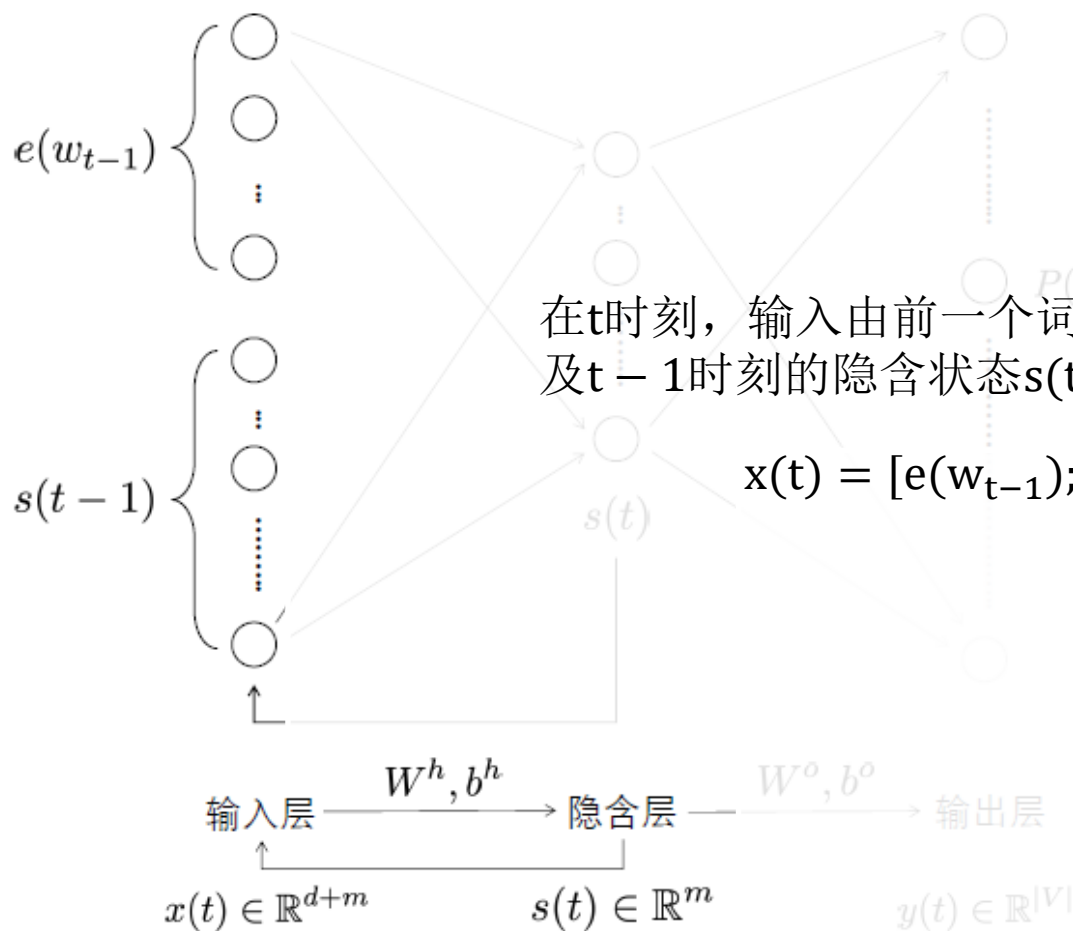 e(w_{t−1})
P(
在t时刻，输入由前一个词
及t − 1时刻的隐含状态s(t
x(t) = [e(w_{t−1});
s(t − 1)
s(t)
W^h, b^h
W^o, b^o
输入层
隐含层
输出层
x(t) ∈ ℝ^{d+m}
s(t) ∈ ℝ^m
y(t) ∈ ℝ^{|V|}